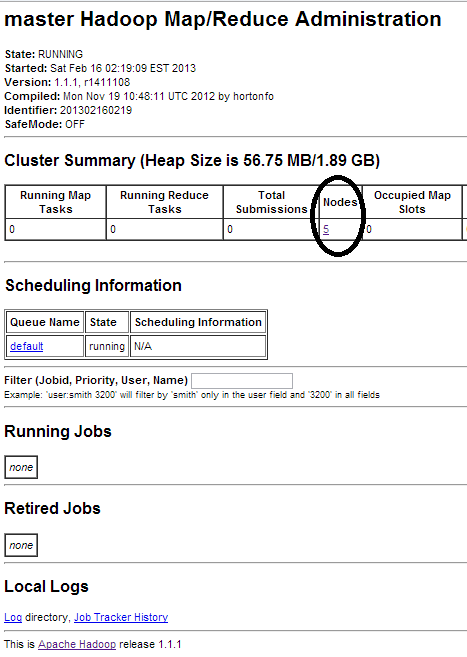 master Hadoop Map/Reduce Administration
State: RUNNING
Started: Sat Feb 16 02:19:09 EST 2013
Version: 1.1.1, r1411108
Compiled: Mon Nov 19 10:48:11 UTC 2012 by hortonfo
Identifier: 201302160219
SafeMode: OFF
Cluster Summary (Heap Size is 56.75 MB/1.89 GB)
Running Map Tasks Running Reduce Tasks Total Submissions Nodes Occupied Map Slots
0 0 0 5 0
Scheduling Information
Queue Name State Scheduling Information
default running N/A
Filter (Jobid, Priority, User, Name)
Example: 'user:smith 3200' will filter by 'smith' only in the user field and '3200' in all fields
Running Jobs
none
Retired Jobs
none
Local Logs
Log directory, Job Tracker History
This is Apache Hadoop release 1.1.1